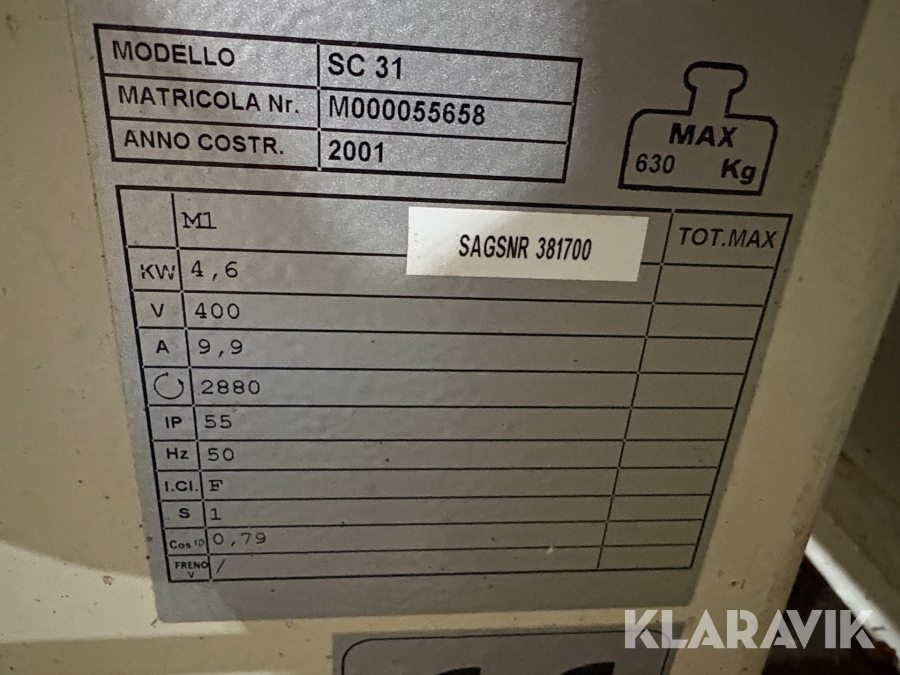 MODELLO SC 31
MATRICOLA Nr. M000055658
ANNO COSTR. 2001
MAX
630 Kg
M1
SAGSNR 381700
TOT.MAX
KW 4,6
V 400
A 9,9
2880
IP 55
Hz 50
I.Cl. F
S 1
Cos φ 0,79
FRENO V /
KLARAVIK